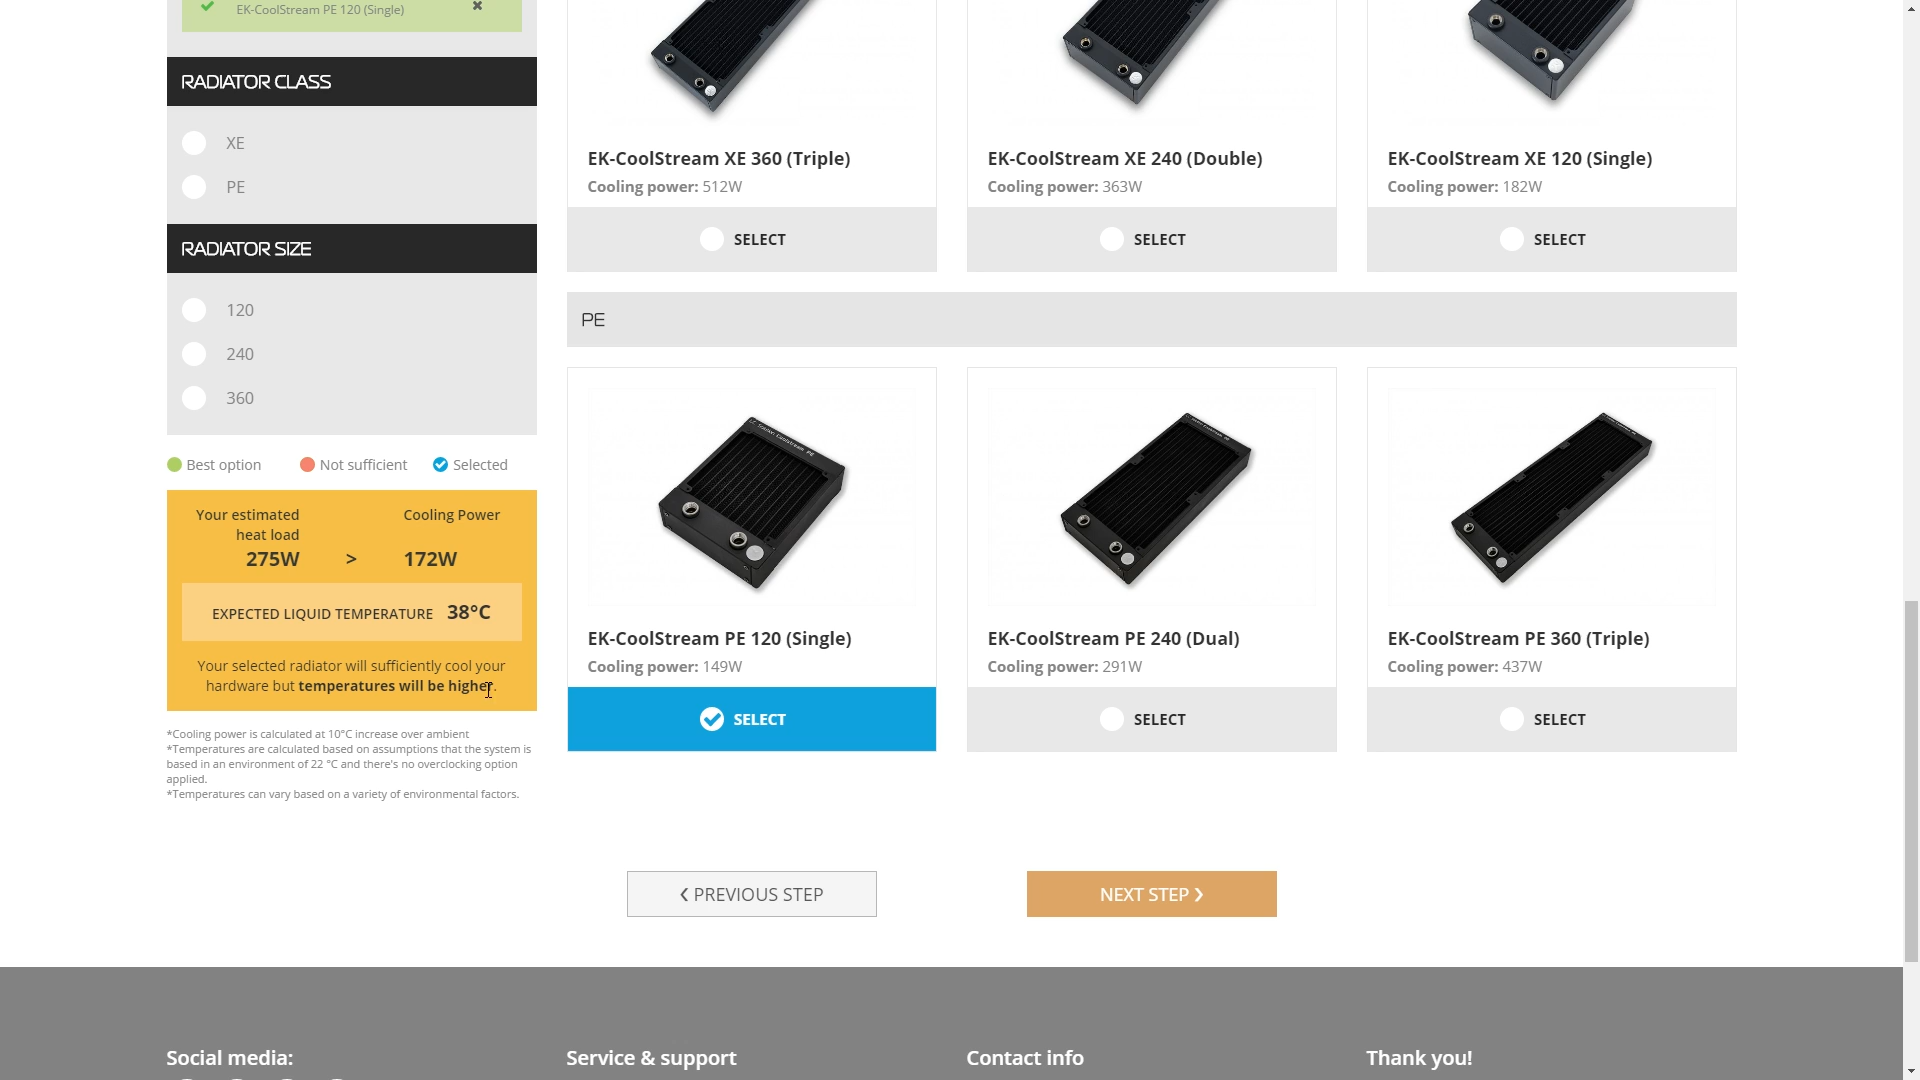 EK-CoolStream PE 120 (Single)
RADIATOR CLASS
XE
PE
RADIATOR SIZE
120
240
360
Best option
Not sufficient
Selected
Your estimated
heat load
Cooling Power
275W > 172W
EXPECTED LIQUID TEMPERATURE 38°C
Your selected radiator will sufficiently cool your
hardware but temperatures will be higher.
*Cooling power is calculated at 10°C increase over ambient
*Temperatures are calculated based on assumptions that the system is
based in an environment of 22 °C and there's no overclocking option
applied.
*Temperatures can vary based on a variety of environmental factors.
EK-CoolStream XE 360 (Triple)
Cooling power: 512W
SELECT
EK-CoolStream XE 240 (Double)
Cooling power: 363W
SELECT
EK-CoolStream XE 120 (Single)
Cooling power: 182W
SELECT
PE
EK-CoolStream PE 120 (Single)
Cooling power: 149W
SELECT
EK-CoolStream PE 240 (Dual)
Cooling power: 291W
SELECT
EK-CoolStream PE 360 (Triple)
Cooling power: 437W
SELECT
PREVIOUS STEP
NEXT STEP
Social media:
Service & support
Contact info
Thank you!